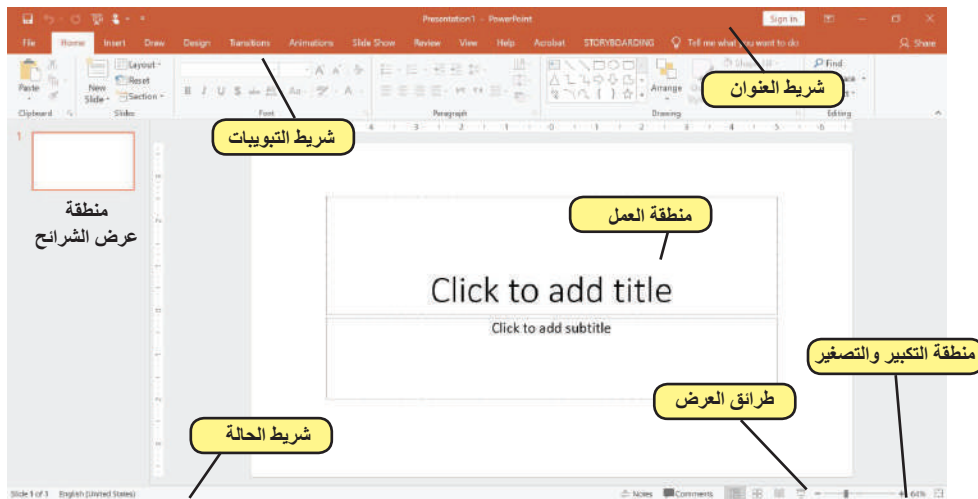 Presentation1 - PowerPoint
Sign in
File Home Insert Draw Design Transitions Animations Slide Show Review View Help Acrobat STORYBOARDING Tell me what you want to do Share
شريط العنوان
Paste
New
Slide
Layout
Reset
Section
Arrange
Find
Clipboard Slides Font Paragraph Drawing Editing
شريط التبويبات
1
منطقة
عرض الشرائح
منطقة العمل
Click to add title
Click to add subtitle
منطقة التكبير والتصغير
طرائق العرض
شريط الحالة
Slide 1 of 1 English (United States) Notes Comments 64%